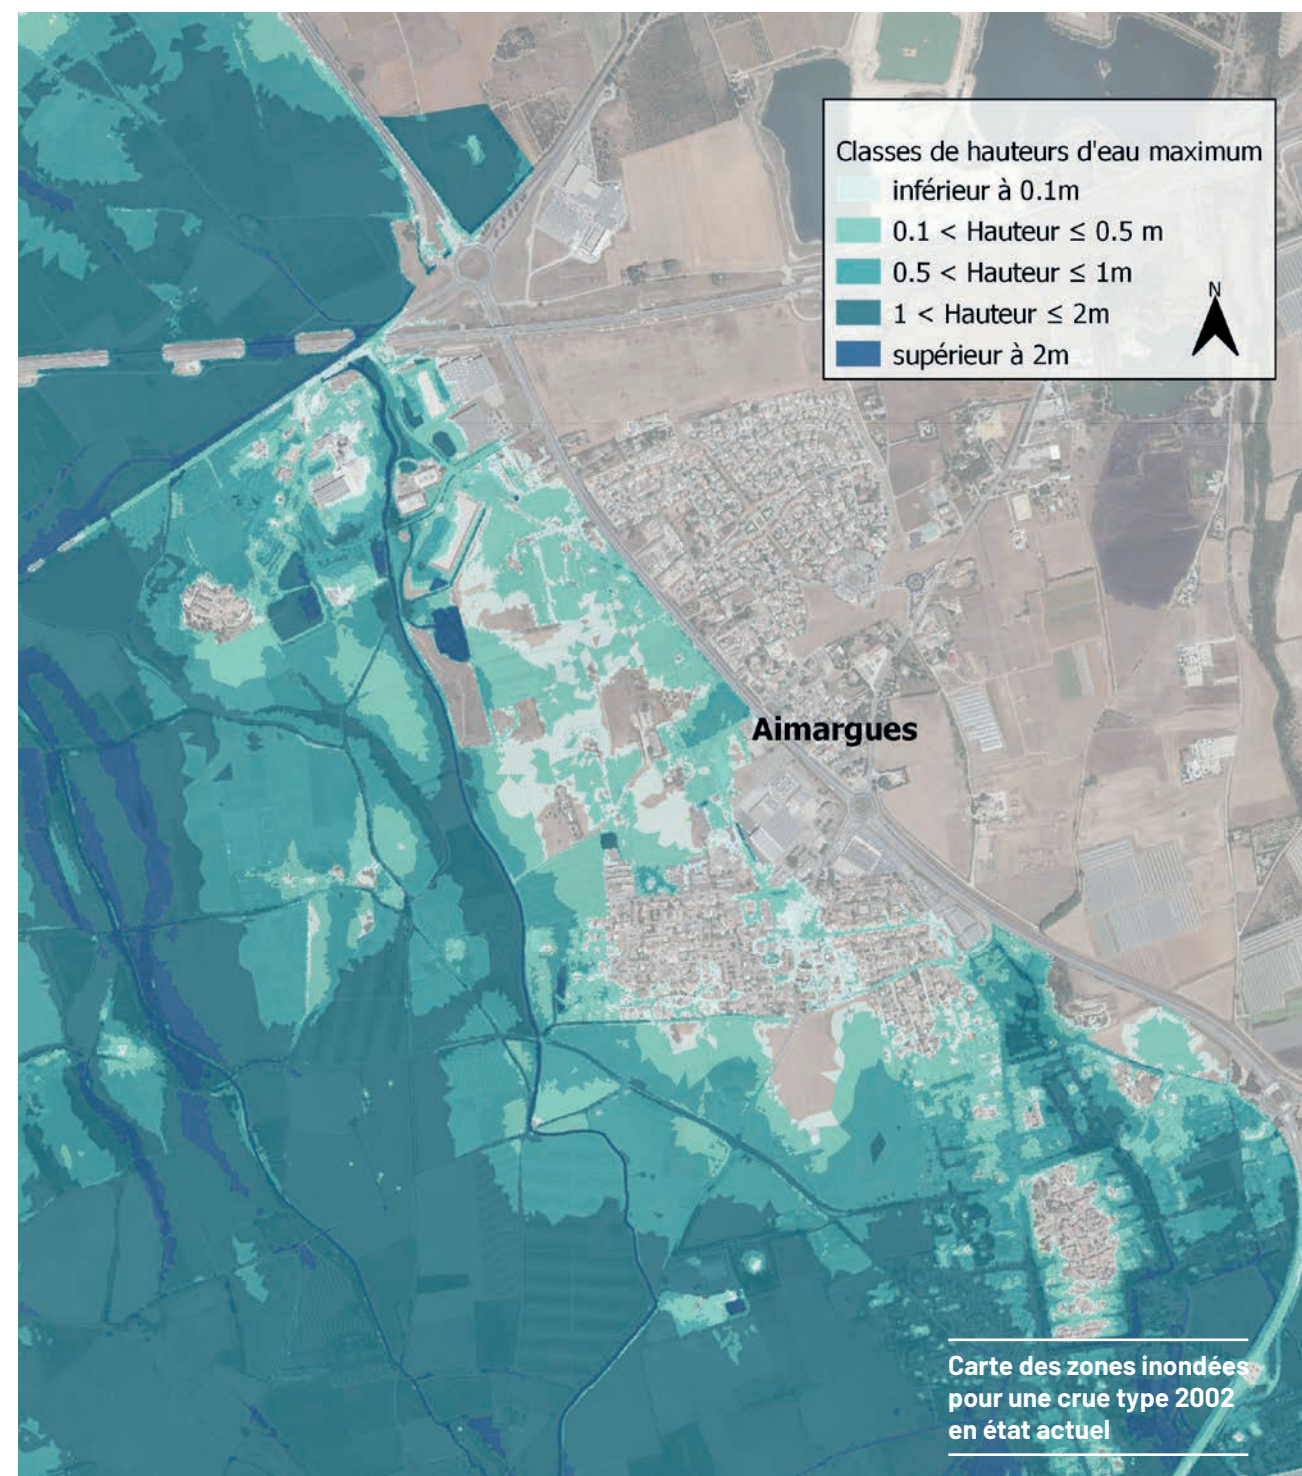 Classes de hauteurs d'eau maximum
inférieur à 0.1m
0.1 < Hauteur ≤ 0.5 m
0.5 < Hauteur ≤ 1m
1 < Hauteur ≤ 2m
supérieur à 2m
N
Aimargues
Carte des zones inondées
pour une crue type 2002
en état actuel